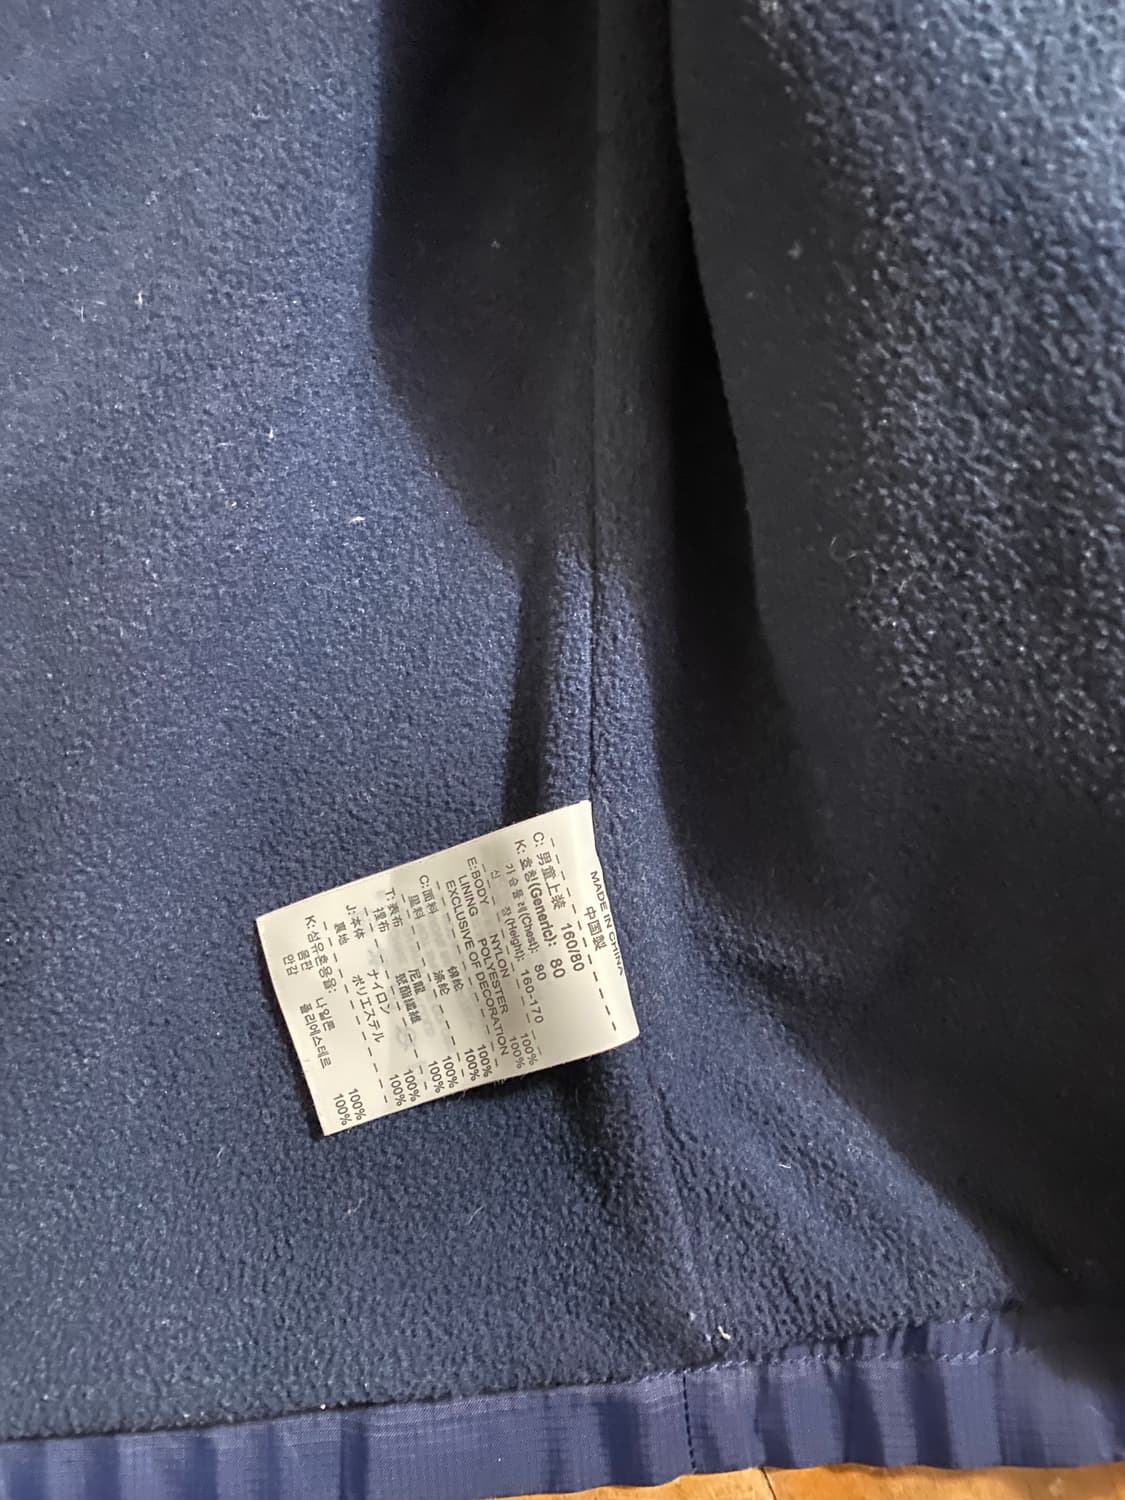 MADE IN CHINA
中国製
C: 男童上装 160/80
K: 호칭(Generic): 80
가슴둘레(Chest): 80
신 장(Height): 160-170
E:BODY NYLON 100%
LINING POLYESTER 100%
EXCLUSIVE OF DECORATION
C:面料 锦纶 100%
里料 涤纶 100%
T:表布 尼龍 100%
裡布 聚酯纖維 100%
J:本体 ナイロン 100%
裏地 ポリエステル 100%
K:섬유혼용율:
겉감 나일론 100%
안감 폴리에스테르 100%